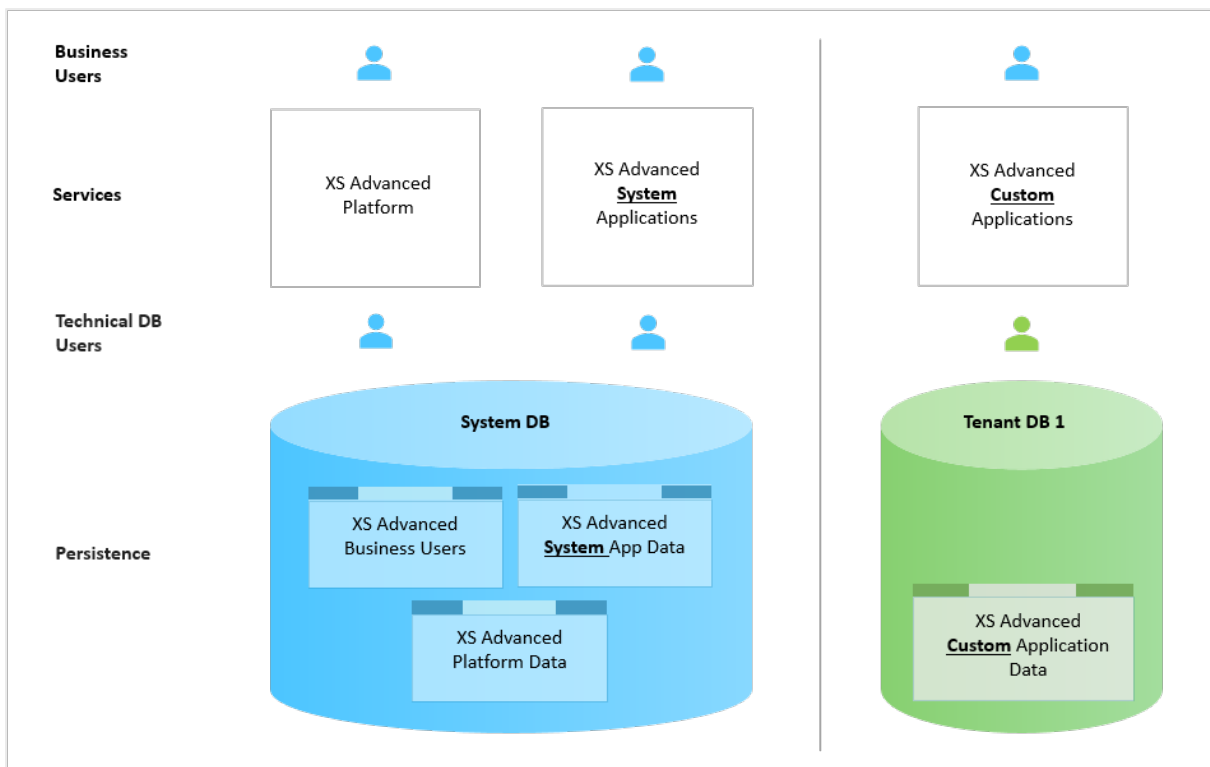 Business
Users
Services
XS Advanced
Platform
XS Advanced
System
Applications
XS Advanced
Custom
Applications
Technical DB
Users
System DB
Tenant DB 1
Persistence
XS Advanced
Business Users
XS Advanced
System App Data
XS Advanced
Platform Data
XS Advanced
Custom Application
Data